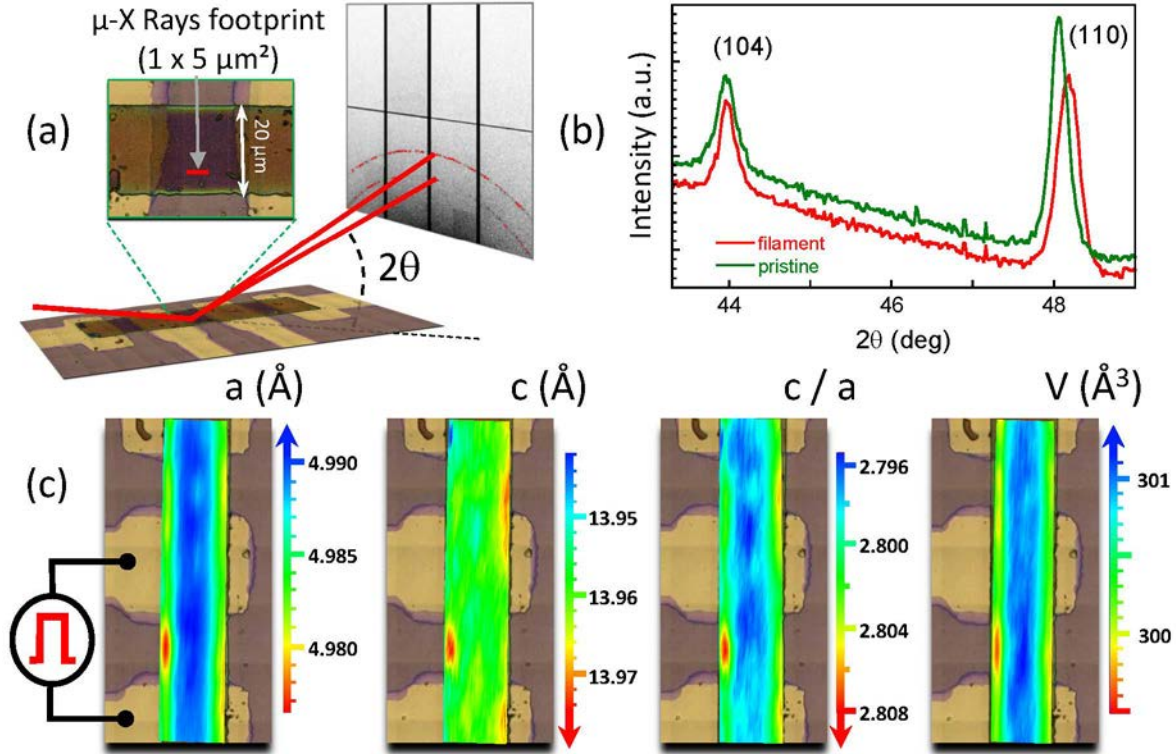 μ-X Rays footprint
(1 x 5 μm²)
(a)
20 μm
2θ
(b)
(104)
(110)
Intensity (a.u.)
filament
pristine
44
46
48
2θ (deg)
(c)
a (Å)
4.990
4.985
4.980
c (Å)
13.95
13.96
13.97
c / a
2.796
2.800
2.804
2.808
V (Å³)
301
300